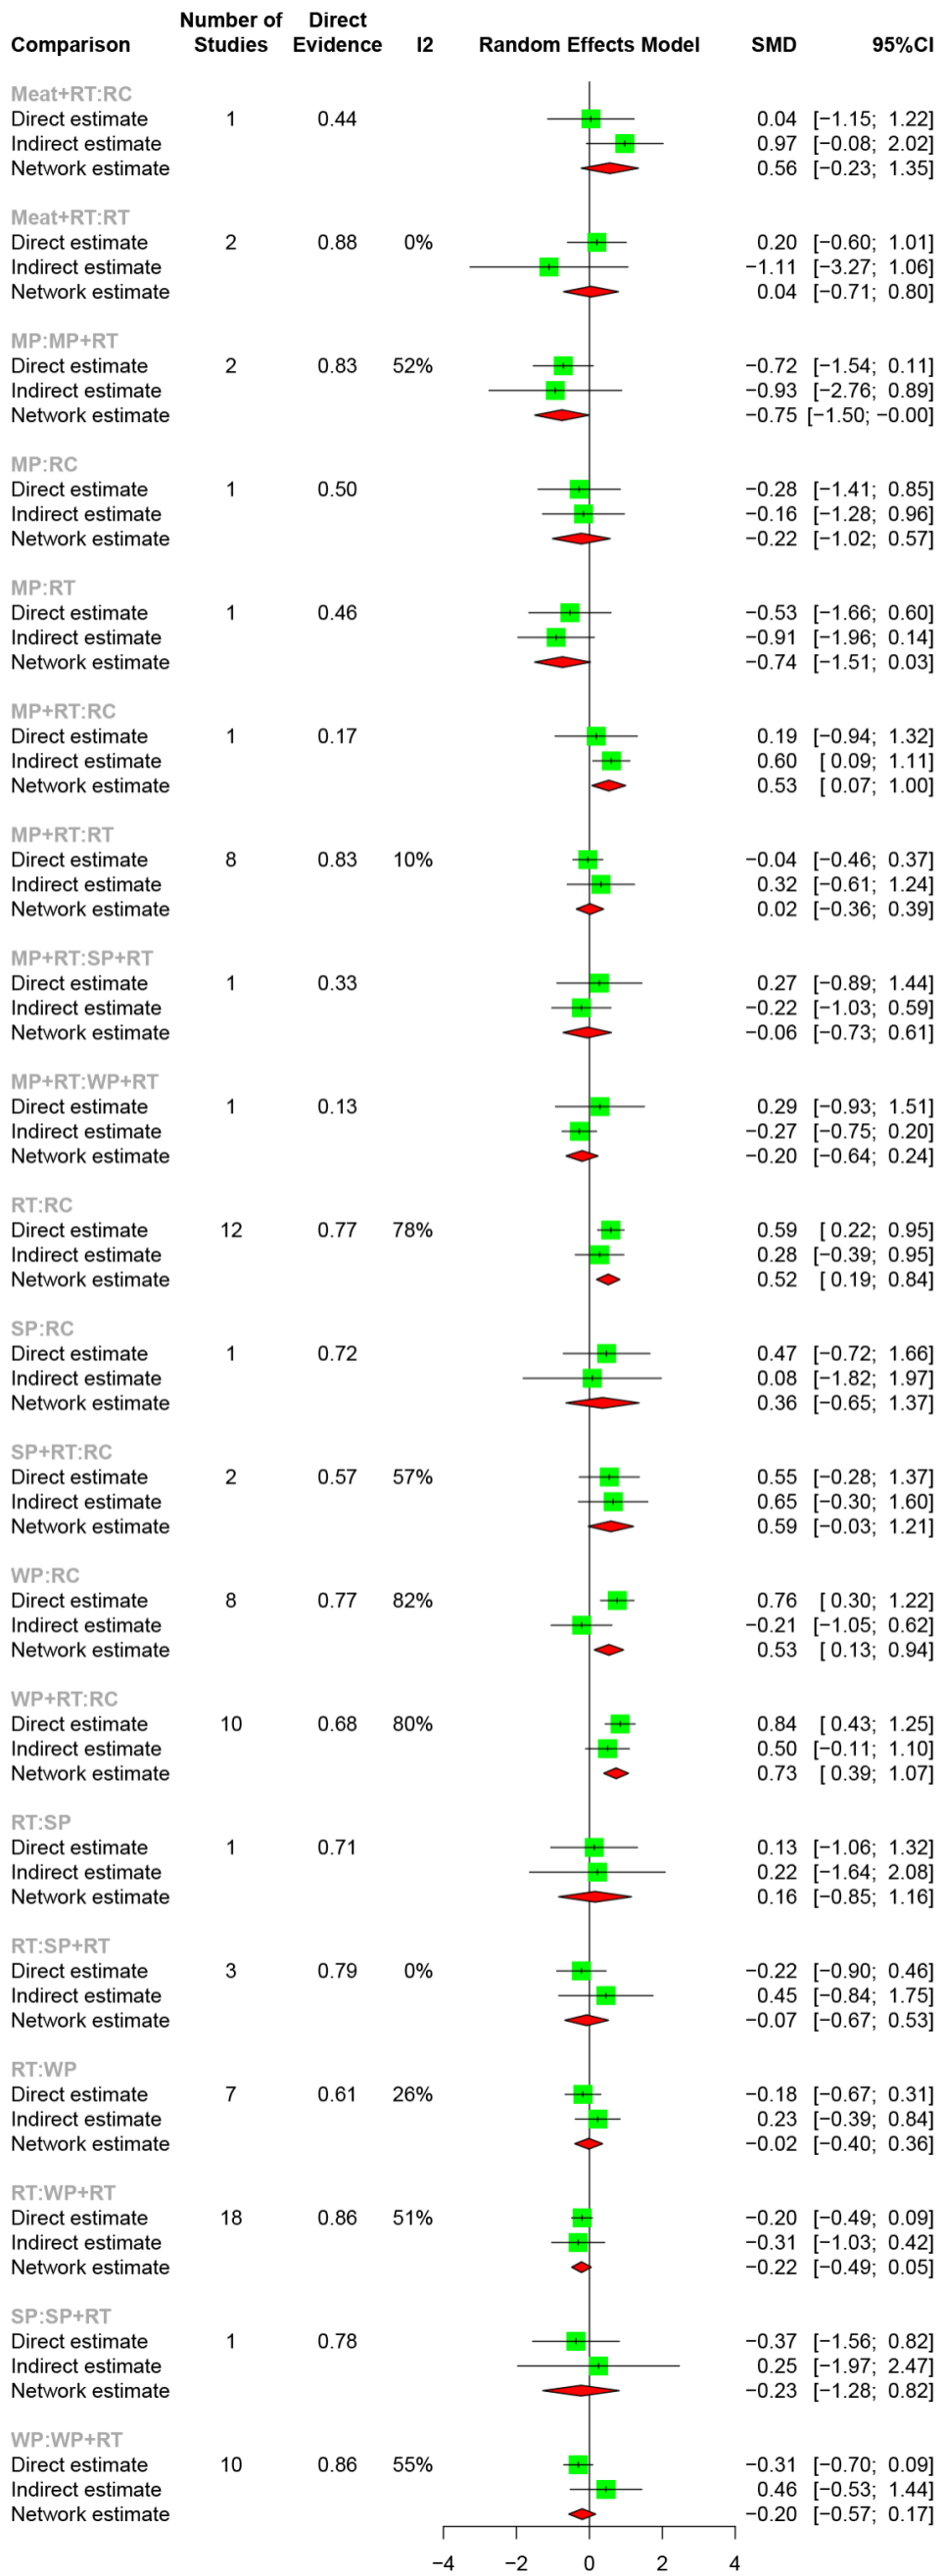 Number of Direct
Comparison Studies Evidence I2 Random Effects Model SMD 95%CI
Meat+RT:RC
Direct estimate 1 0.44 0.04 [−1.15; 1.22]
Indirect estimate 0.97 [−0.08; 2.02]
Network estimate 0.56 [−0.23; 1.35]
Meat+RT:RT
Direct estimate 2 0.88 0% 0.20 [−0.60; 1.01]
Indirect estimate −1.11 [−3.27; 1.06]
Network estimate 0.04 [−0.71; 0.80]
MP:MP+RT
Direct estimate 2 0.83 52% −0.72 [−1.54; 0.11]
Indirect estimate −0.93 [−2.76; 0.89]
Network estimate −0.75 [−1.50; −0.00]
MP:RC
Direct estimate 1 0.50 −0.28 [−1.41; 0.85]
Indirect estimate −0.16 [−1.28; 0.96]
Network estimate −0.22 [−1.02; 0.57]
MP:RT
Direct estimate 1 0.46 −0.53 [−1.66; 0.60]
Indirect estimate −0.91 [−1.96; 0.14]
Network estimate −0.74 [−1.51; 0.03]
MP+RT:RC
Direct estimate 1 0.17 0.19 [−0.94; 1.32]
Indirect estimate 0.60 [ 0.09; 1.11]
Network estimate 0.53 [ 0.07; 1.00]
MP+RT:RT
Direct estimate 8 0.83 10% −0.04 [−0.46; 0.37]
Indirect estimate 0.32 [−0.61; 1.24]
Network estimate 0.02 [−0.36; 0.39]
MP+RT:SP+RT
Direct estimate 1 0.33 0.27 [−0.89; 1.44]
Indirect estimate −0.22 [−1.03; 0.59]
Network estimate −0.06 [−0.73; 0.61]
MP+RT:WP+RT
Direct estimate 1 0.13 0.29 [−0.93; 1.51]
Indirect estimate −0.27 [−0.75; 0.20]
Network estimate −0.20 [−0.64; 0.24]
RT:RC
Direct estimate 12 0.77 78% 0.59 [ 0.22; 0.95]
Indirect estimate 0.28 [−0.39; 0.95]
Network estimate 0.52 [ 0.19; 0.84]
SP:RC
Direct estimate 1 0.72 0.47 [−0.72; 1.66]
Indirect estimate 0.08 [−1.82; 1.97]
Network estimate 0.36 [−0.65; 1.37]
SP+RT:RC
Direct estimate 2 0.57 57% 0.55 [−0.28; 1.37]
Indirect estimate 0.65 [−0.30; 1.60]
Network estimate 0.59 [−0.03; 1.21]
WP:RC
Direct estimate 8 0.77 82% 0.76 [ 0.30; 1.22]
Indirect estimate −0.21 [−1.05; 0.62]
Network estimate 0.53 [ 0.13; 0.94]
WP+RT:RC
Direct estimate 10 0.68 80% 0.84 [ 0.43; 1.25]
Indirect estimate 0.50 [−0.11; 1.10]
Network estimate 0.73 [ 0.39; 1.07]
RT:SP
Direct estimate 1 0.71 0.13 [−1.06; 1.32]
Indirect estimate 0.22 [−1.64; 2.08]
Network estimate 0.16 [−0.85; 1.16]
RT:SP+RT
Direct estimate 3 0.79 0% −0.22 [−0.90; 0.46]
Indirect estimate 0.45 [−0.84; 1.75]
Network estimate −0.07 [−0.67; 0.53]
RT:WP
Direct estimate 7 0.61 26% −0.18 [−0.67; 0.31]
Indirect estimate 0.23 [−0.39; 0.84]
Network estimate −0.02 [−0.40; 0.36]
RT:WP+RT
Direct estimate 18 0.86 51% −0.20 [−0.49; 0.09]
Indirect estimate −0.31 [−1.03; 0.42]
Network estimate −0.22 [−0.49; 0.05]
SP:SP+RT
Direct estimate 1 0.78 −0.37 [−1.56; 0.82]
Indirect estimate 0.25 [−1.97; 2.47]
Network estimate −0.23 [−1.28; 0.82]
WP:WP+RT
Direct estimate 10 0.86 55% −0.31 [−0.70; 0.09]
Indirect estimate 0.46 [−0.53; 1.44]
Network estimate −0.20 [−0.57; 0.17]
−4 −2 0 2 4